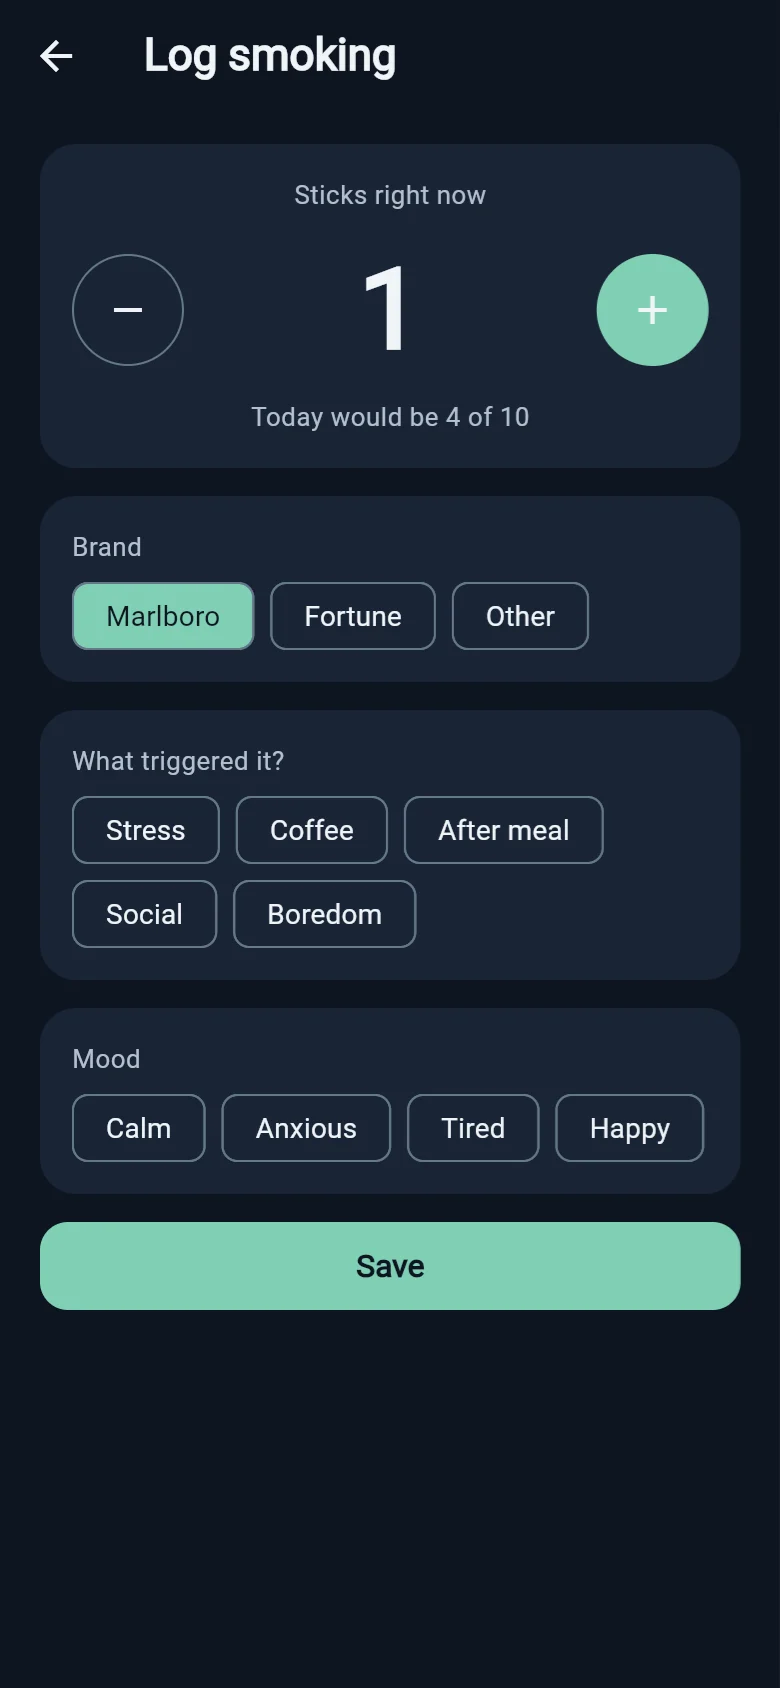 Log smoking
Sticks right now
− 1 +
Today would be 4 of 10
Brand
Marlboro Fortune Other
What triggered it?
Stress Coffee After meal
Social Boredom
Mood
Calm Anxious Tired Happy
Save